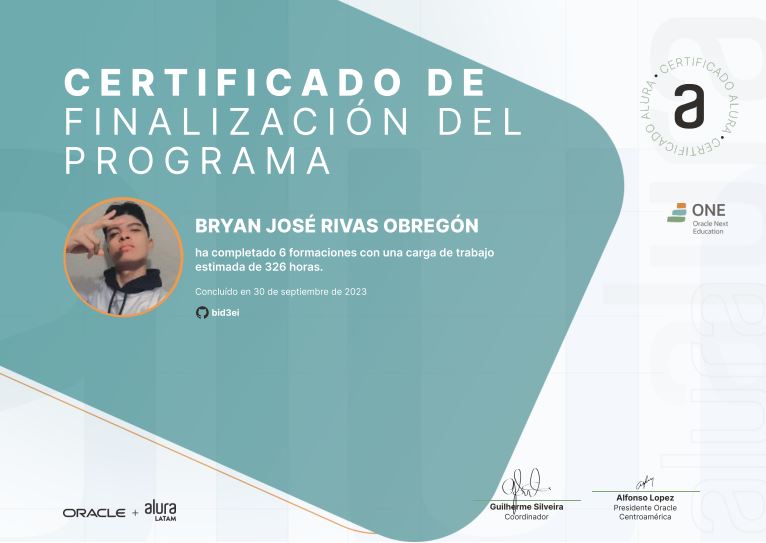 CERTIFICADO DE
FINALIZACIÓN DEL
PROGRAMA
CERTIFICADO ALURA • CERTIFICADO ALURA •
a
ONE
Oracle Next
Education
BRYAN JOSÉ RIVAS OBREGÓN
ha completado 6 formaciones con una carga de trabajo
estimada de 326 horas.
Concluído en 30 de septiembre de 2023
bid3ei
alura
Guilherme Silveira
Coordinador
Alfonso Lopez
Presidente Oracle
Centroamérica
ORACLE + alura
LATAM